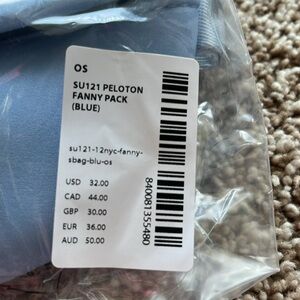 OS
SU121 PELOTON
FANNY PACK
(BLUE)
su121-12nyc-fanny-
sbag-blu-os
USD 32.00
CAD 44.00
GBP 30.00
EUR 36.00
AUD 50.00
840081355480